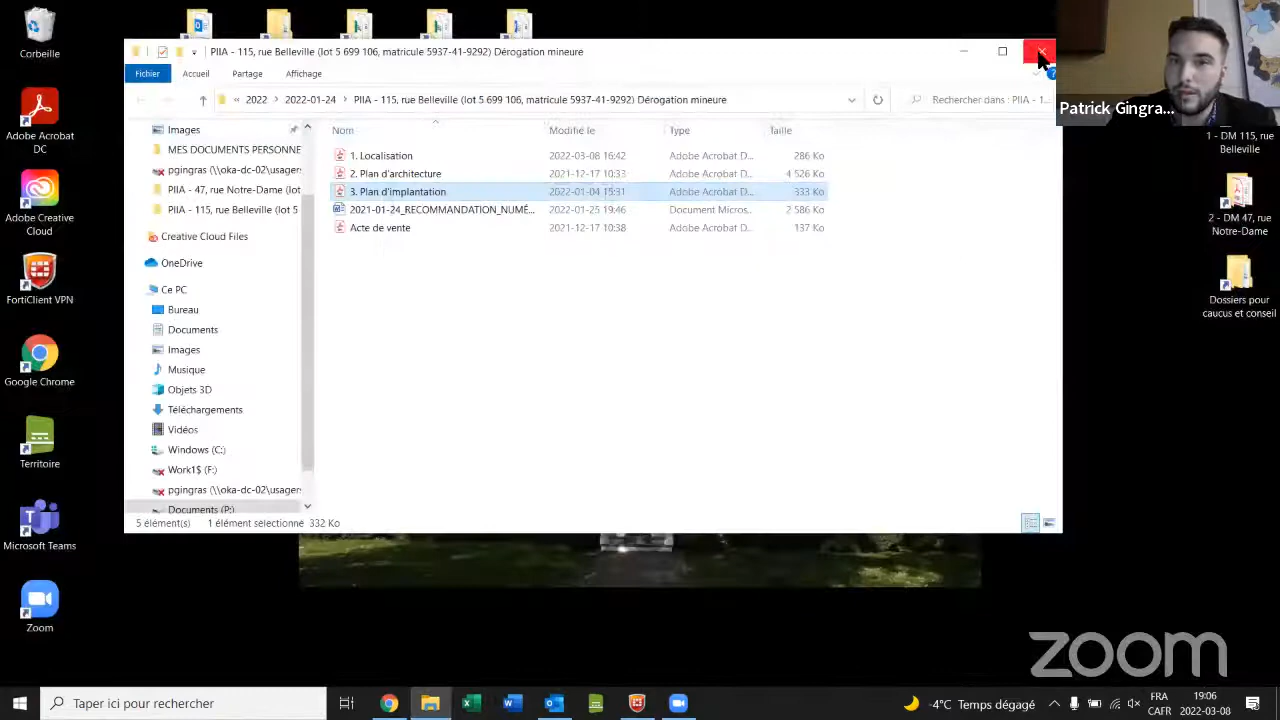 Corbeille
Adobe Acrobat
DC
Adobe Creative
Cloud
FortiClient VPN
Google Chrome
Territoire
Microsoft Teams
Zoom
PIIA - 115, rue Belleville (lot 5 699 106, matricule 5937-41-9292) Dérogation mineure
Fichier Accueil Partage Affichage
« 2022 > 2022-01-24 > PIIA - 115, rue Belleville (lot 5 699 106, matricule 5937-41-9292) Dérogation mineure
Rechercher dans : PIIA - 1...
Nom Modifié le Type Taille
1. Localisation 2022-03-08 16:42 Adobe Acrobat D... 286 Ko
2. Plan d'architecture 2021-12-17 10:33 Adobe Acrobat D... 4 526 Ko
3. Plan d'implantation 2022-01-04 15:31 Adobe Acrobat D... 333 Ko
2021-01-24_RECOMMANDATION_NUMÉ... 2022-01-25 19:46 Document Micros... 2 586 Ko
Acte de vente 2021-12-17 10:38 Adobe Acrobat D... 137 Ko
Images
MES DOCUMENTS PERSONNE
pgingras (\\oka-dc-02\usagers
PIIA - 47, rue Notre-Dame (lot
PIIA - 115, rue Belleville (lot 5
Creative Cloud Files
OneDrive
Ce PC
Bureau
Documents
Images
Musique
Objets 3D
Téléchargements
Vidéos
Windows (C:)
Work1$ (F:)
pgingras (\\oka-dc-02\usagers
Documents (P:)
5 élément(s) 1 élément sélectionné 332 Ko
Patrick Gingra...
1 - DM 115, rue
Belleville
2 - DM 47, rue
Notre-Dame
Dossiers pour
caucus et conseil
zoom
Taper ici pour rechercher
-4°C Temps dégagé
FRA
CAFR
19:06
2022-03-08